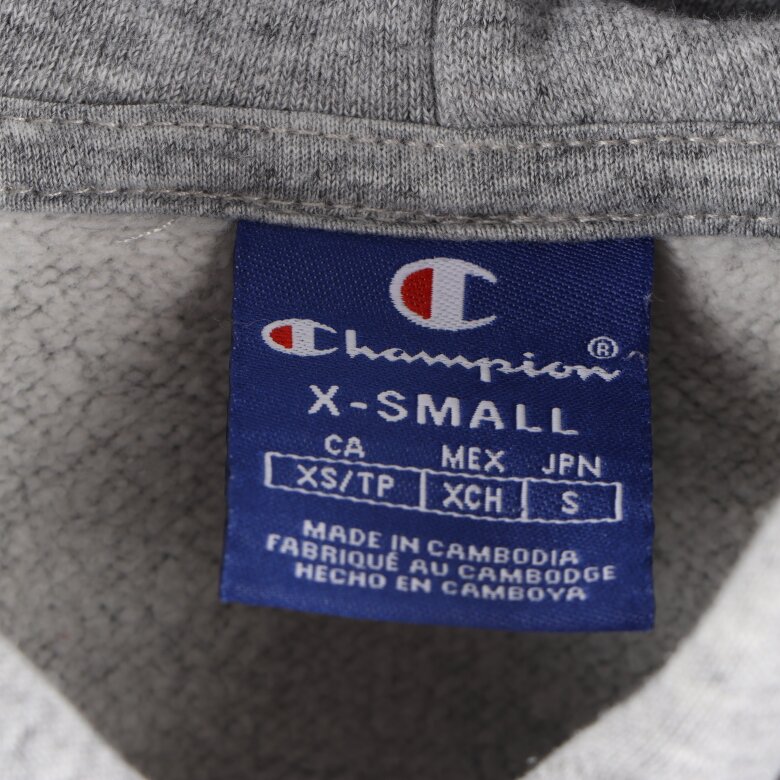 Champion®
X-SMALL
CA MEX JPN
XS/TP XCH S
MADE IN CAMBODIA
FABRIQUÉ AU CAMBODGE
HECHO EN CAMBOYA